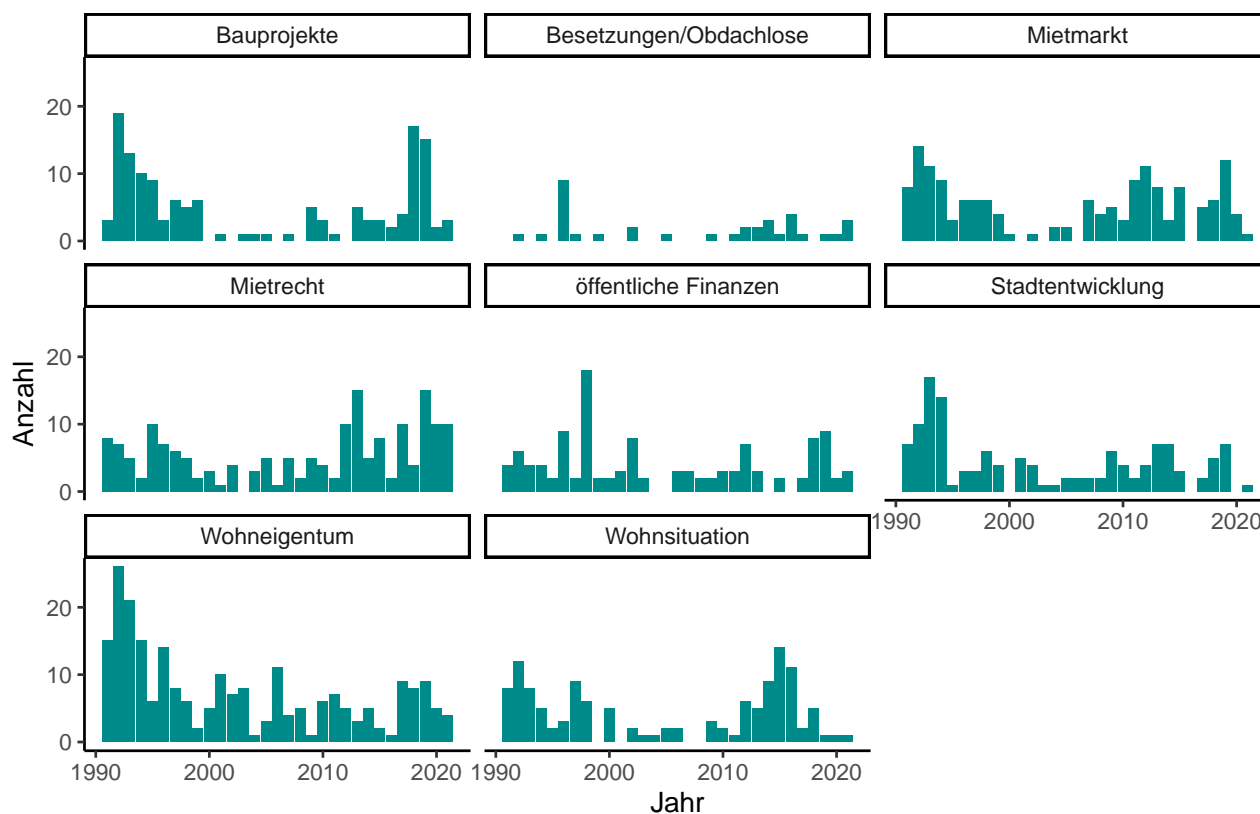 Bauprojekte Besetzungen/Obdachlose Mietmarkt
20
10
0
Mietrecht öffentliche Finanzen Stadtentwicklung
Anzahl
20
10
0
1990 2000 2010 2020
Wohneigentum Wohnsituation
20
10
0
1990 2000 2010 2020 1990 2000 2010 2020
Jahr